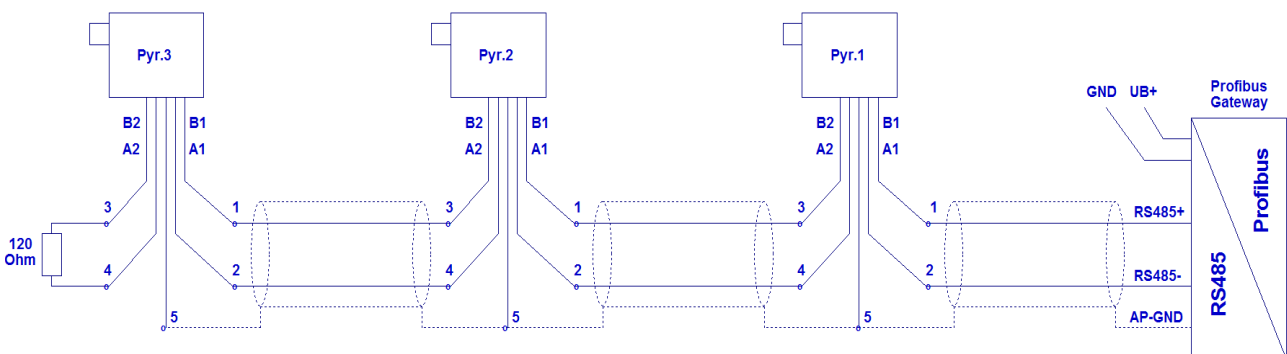 Pyr.3
Pyr.2
Pyr.1
Profibus
Gateway
GND UB+
B2 B1
A2 A1
B2 B1
A2 A1
B2 B1
A2 A1
3 1 3 1 3 1 RS485+
120
Ohm
4 2 4 2 4 2 RS485-
5 5 5 AP-GND
RS485
Profibus